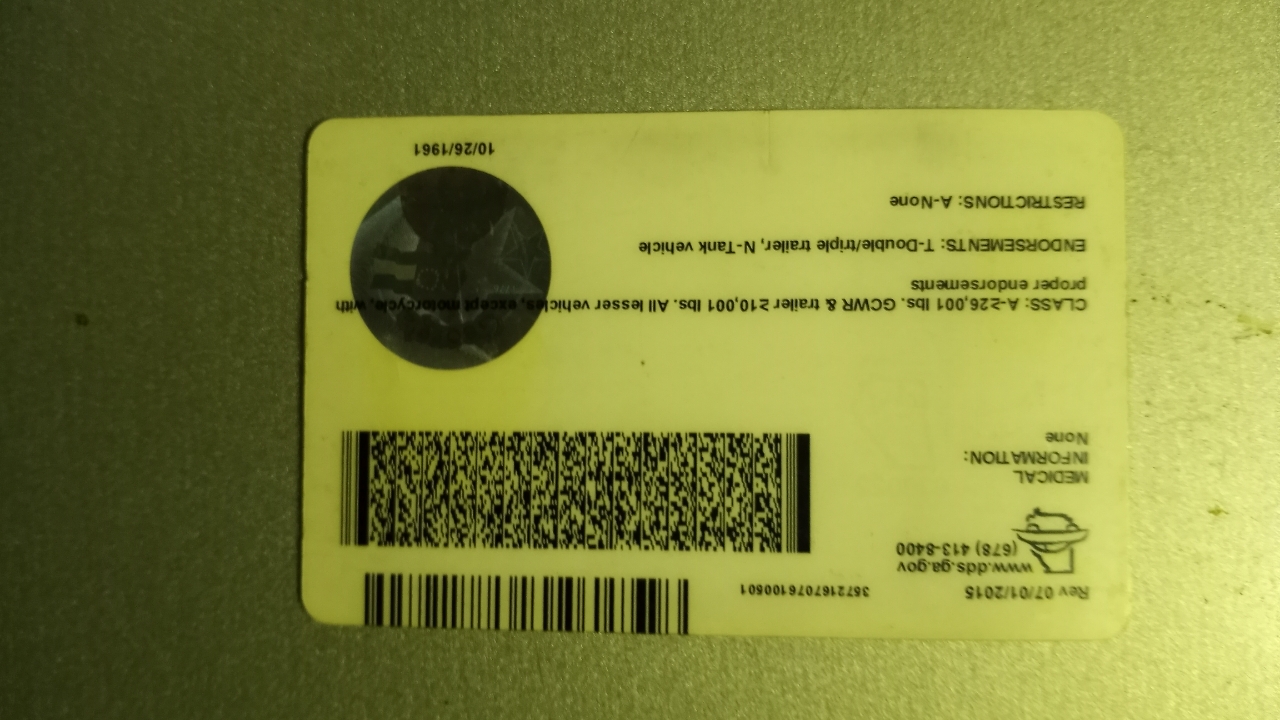 Rev 07/01/2015
3572167076100501
www.dds.ga.gov
(678) 413-8400
MEDICAL
INFORMATION:
None
CLASS: A-≥26,001 lbs. GCWR & trailer ≥10,001 lbs. All lesser vehicles, except motorcycle, with
proper endorsements
ENDORSEMENTS: T-Double/triple trailer, N-Tank vehicle
RESTRICTIONS: A-None
10/26/1961